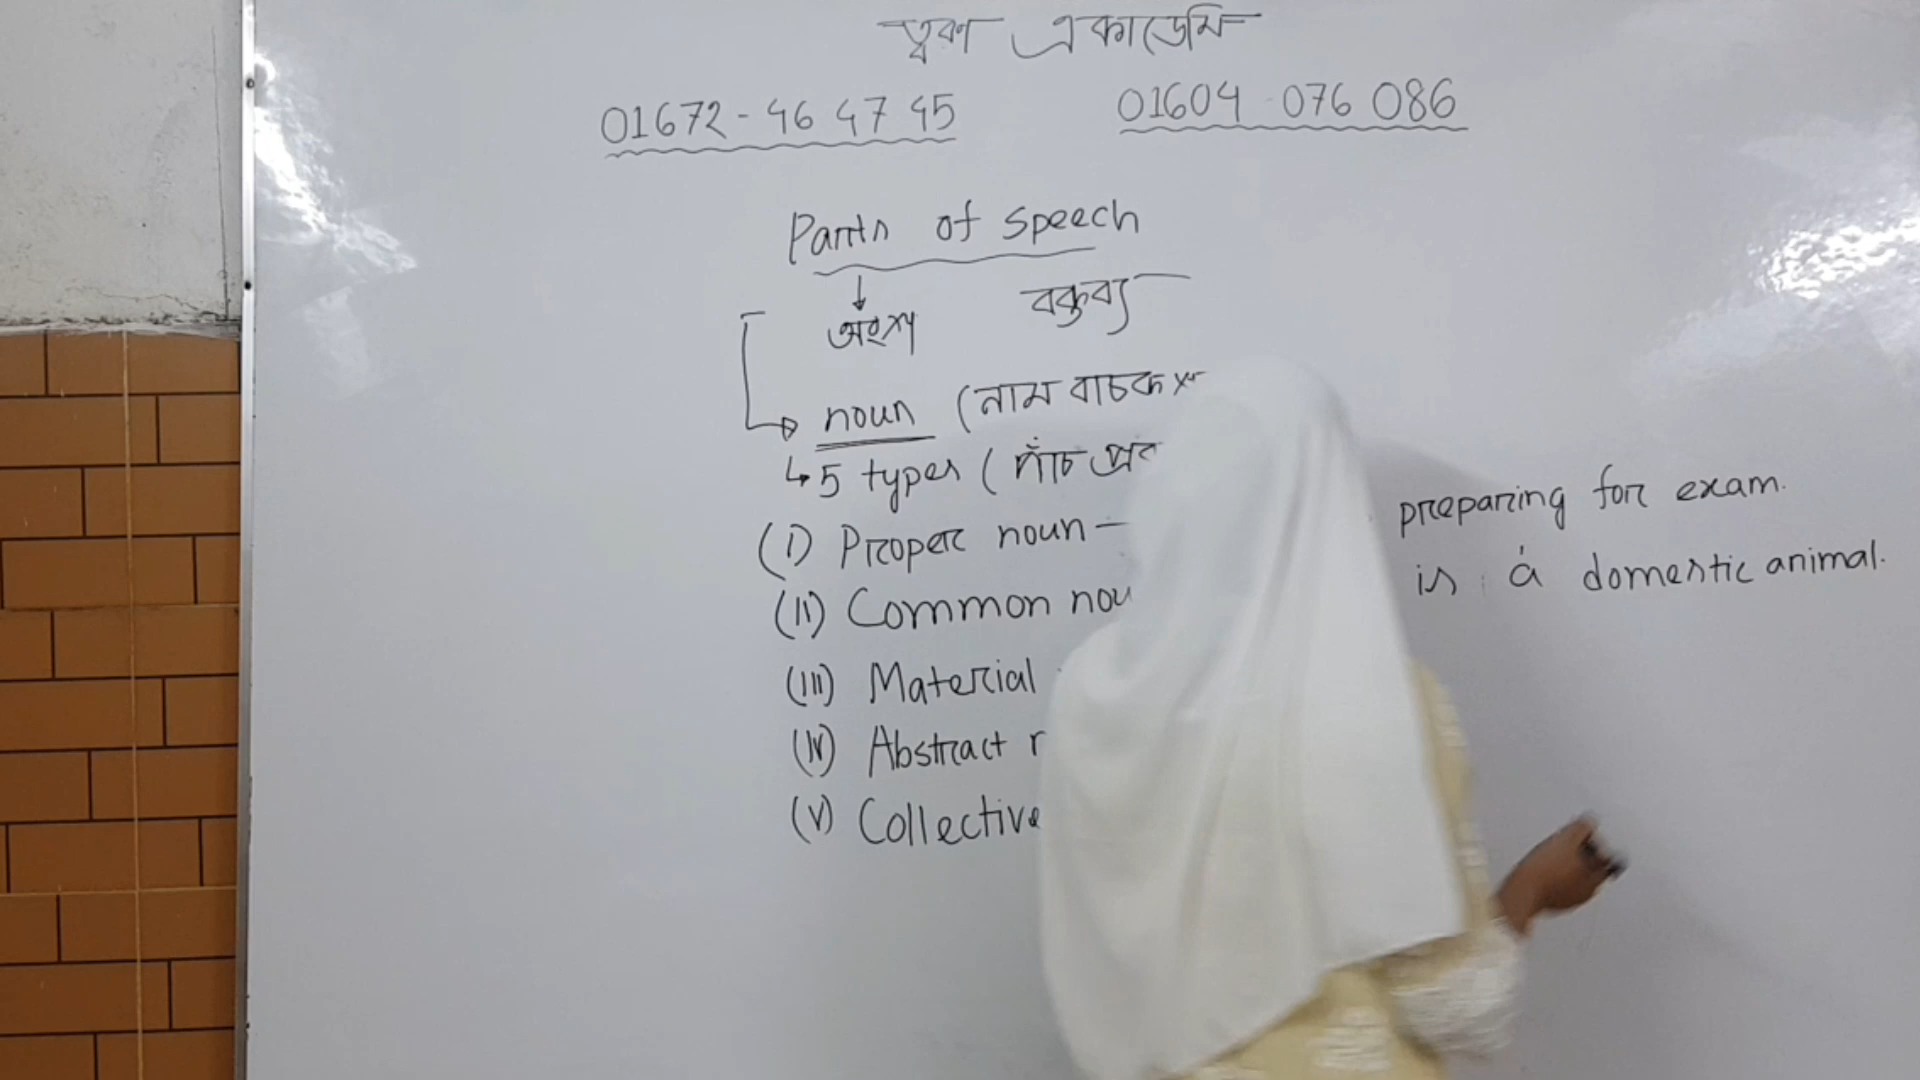 একাডেমি
01672-46 47 45 01604 076 086
Parts of speech
অংশ বক্তব্য
noun (নাম বাচক
5 types (পাঁচ
(I) Proper noun— preparing for exam.
(II) Common is a domestic animal.
(III) Material
(IV) Abstract
(V) Collective